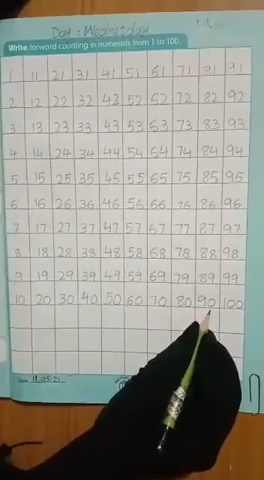 Day : Wednesday
Write forward counting in numerals from 1 to 100.
1 11 21 31 41 51 61 71 81 91
2 12 22 32 42 52 62 72 82 92
3 13 23 33 43 53 63 73 83 93
4 14 24 34 44 54 64 74 84 94
5 15 25 35 45 55 65 75 85 95
6 16 26 36 46 56 66 76 86 96
7 17 27 37 47 57 67 77 87 97
8 18 28 38 48 58 68 78 88 98
9 19 29 39 49 59 69 79 89 99
10 20 30 40 50 60 70 80 90 100
Date